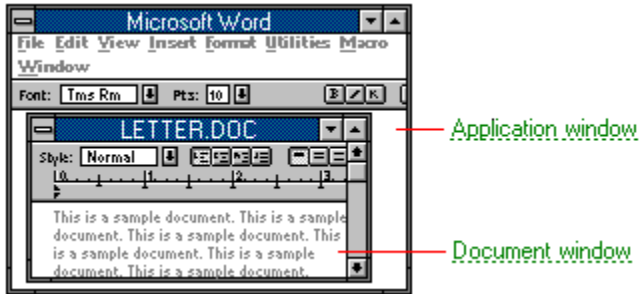 Microsoft Word
File Edit View Insert Format Utilities Macro
Window
Font: Tms Rm Pts: 10 B I K
LETTER.DOC
Style: Normal
0 1 2 3
This is a sample document. This is a sample
document. This is a sample document. This
is a sample document. This is a sample
document. This is a sample document.
Application window
Document window